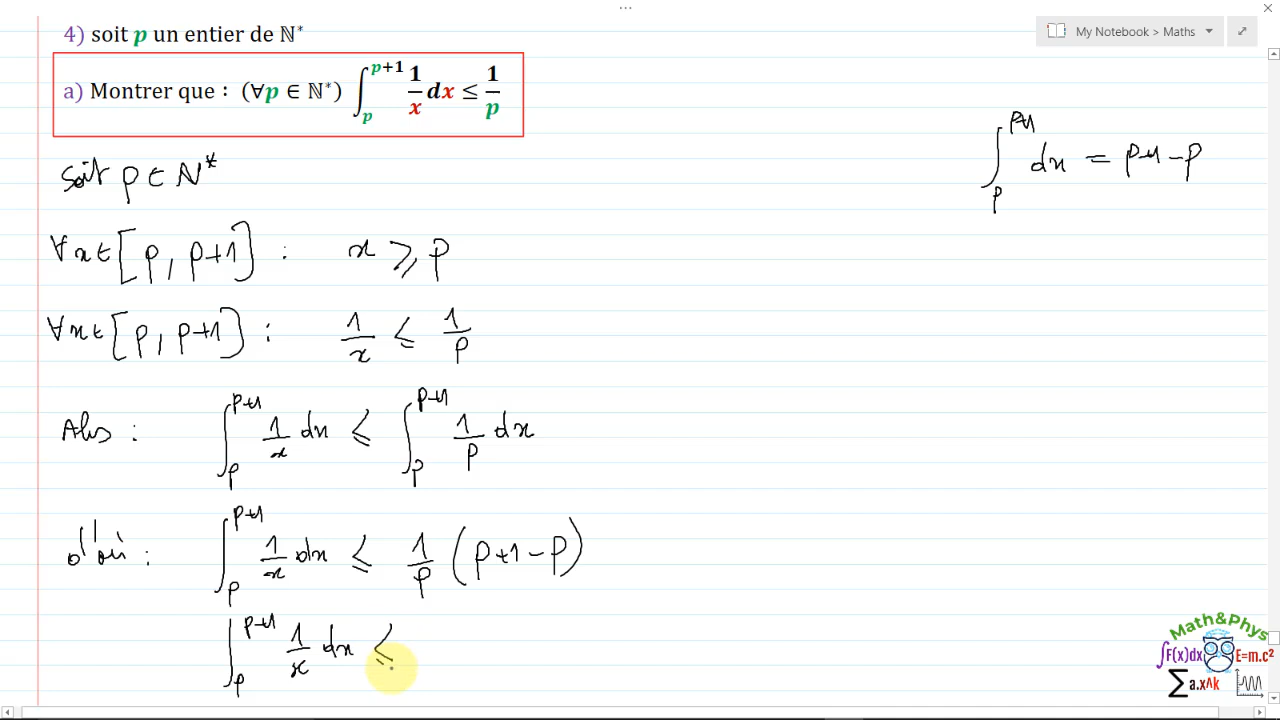 ...
My Notebook > Maths
4) soit p un entier de ℕ*
a) Montrer que : (∀p ∈ ℕ*) ∫_p^{p+1} 1/x dx ≤ 1/p
∫_p^{p+1} dx = p+1 - p
Soit p ∈ ℕ*
∀x ∈ [p, p+1] : x ⩾ p
∀x ∈ [p, p+1] : 1/x ≤ 1/p
Alors : ∫_p^{p+1} 1/x dx ≤ ∫_p^{p+1} 1/p dx
d'où : ∫_p^{p+1} 1/x dx ≤ 1/p (p+1-p)
∫_p^{p+1} 1/x dx ≤
Math&Phys
∫F(x)dx E=m.c²
∑ a.x^k